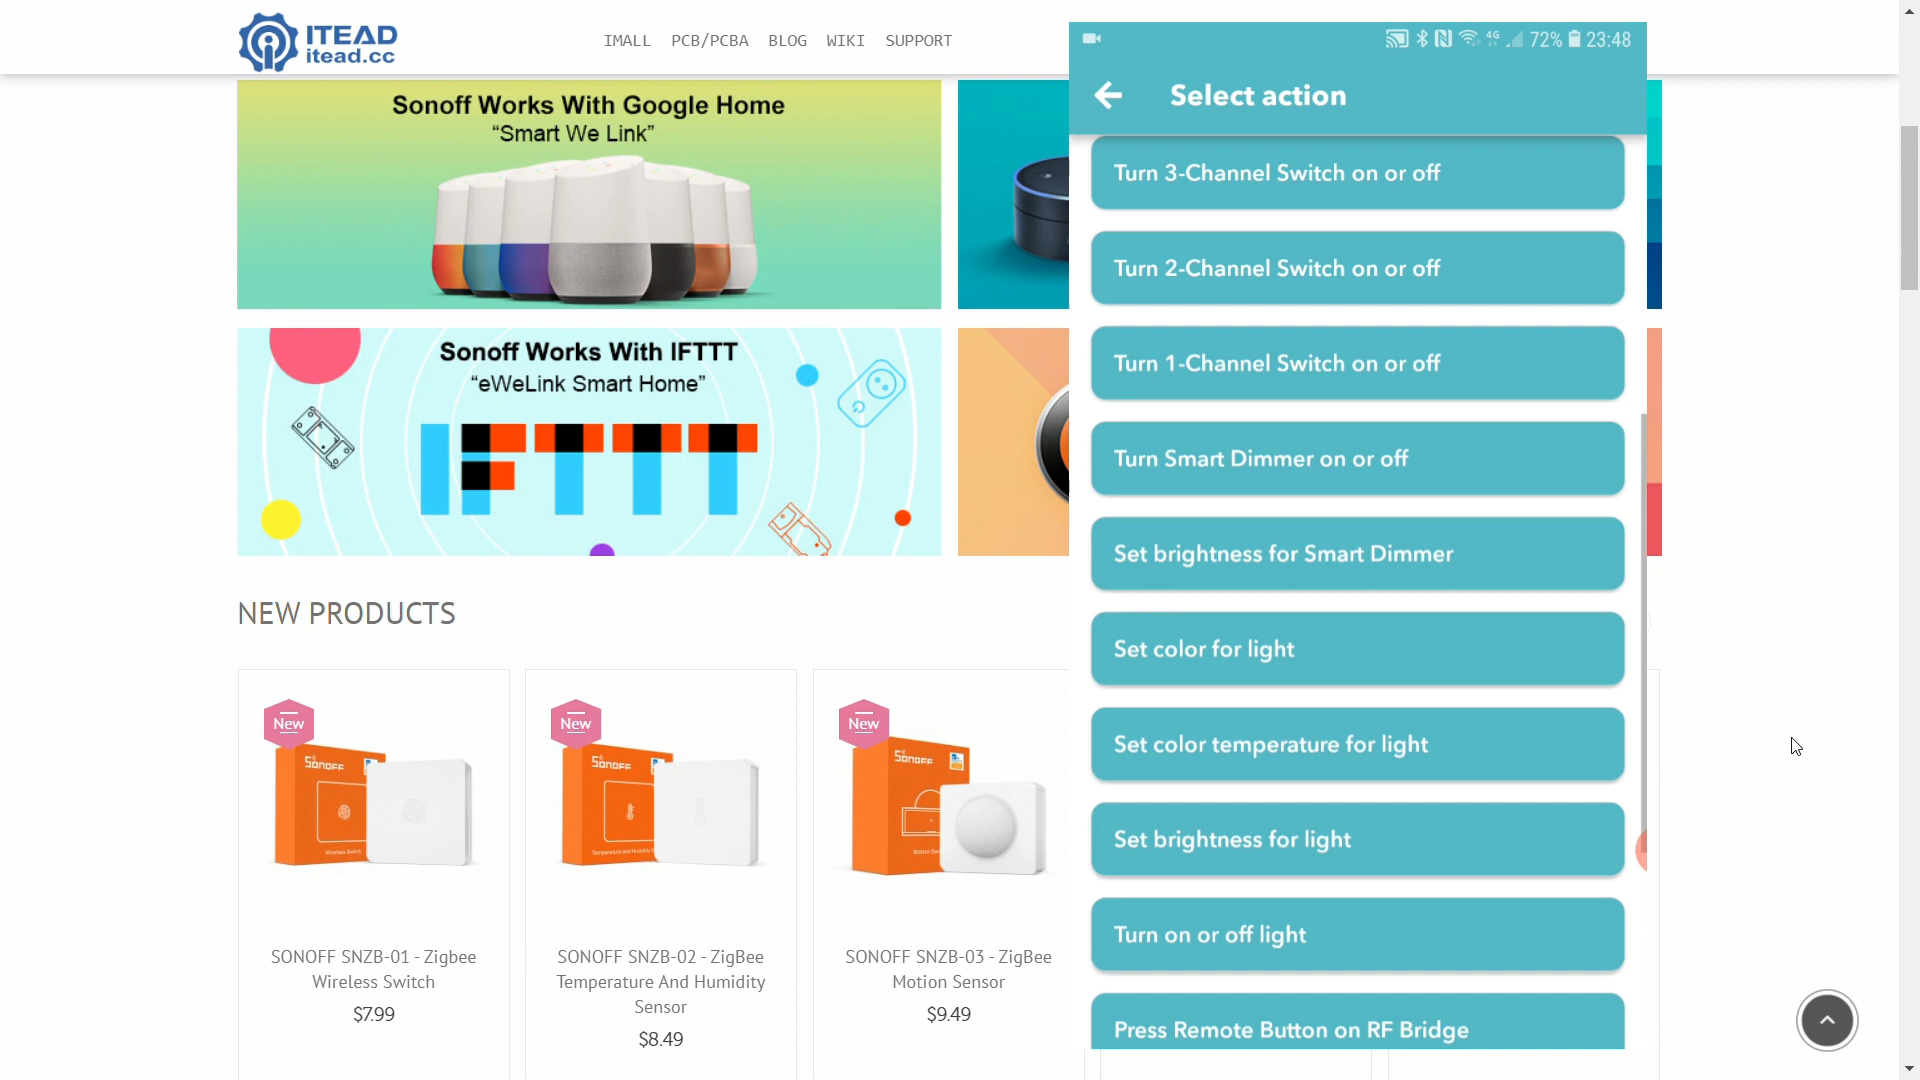 ITEAD
itead.cc
IMALL PCB/PCBA BLOG WIKI SUPPORT
Sonoff Works With Google Home
“Smart We Link”
Sonoff Works With IFTTT
“eWeLink Smart Home”
IFTTT
NEW PRODUCTS
New
SONOFF
Wireless Switch
SONOFF SNZB-01 - Zigbee
Wireless Switch
$7.99
New
SONOFF
SONOFF SNZB-02 - ZigBee
Temperature And Humidity
Sensor
$8.49
New
SONOFF
SONOFF SNZB-03 - ZigBee
Motion Sensor
$9.49
4G 72% 23:48
Select action
Turn 3-Channel Switch on or off
Turn 2-Channel Switch on or off
Turn 1-Channel Switch on or off
Turn Smart Dimmer on or off
Set brightness for Smart Dimmer
Set color for light
Set color temperature for light
Set brightness for light
Turn on or off light
Press Remote Button on RF Bridge